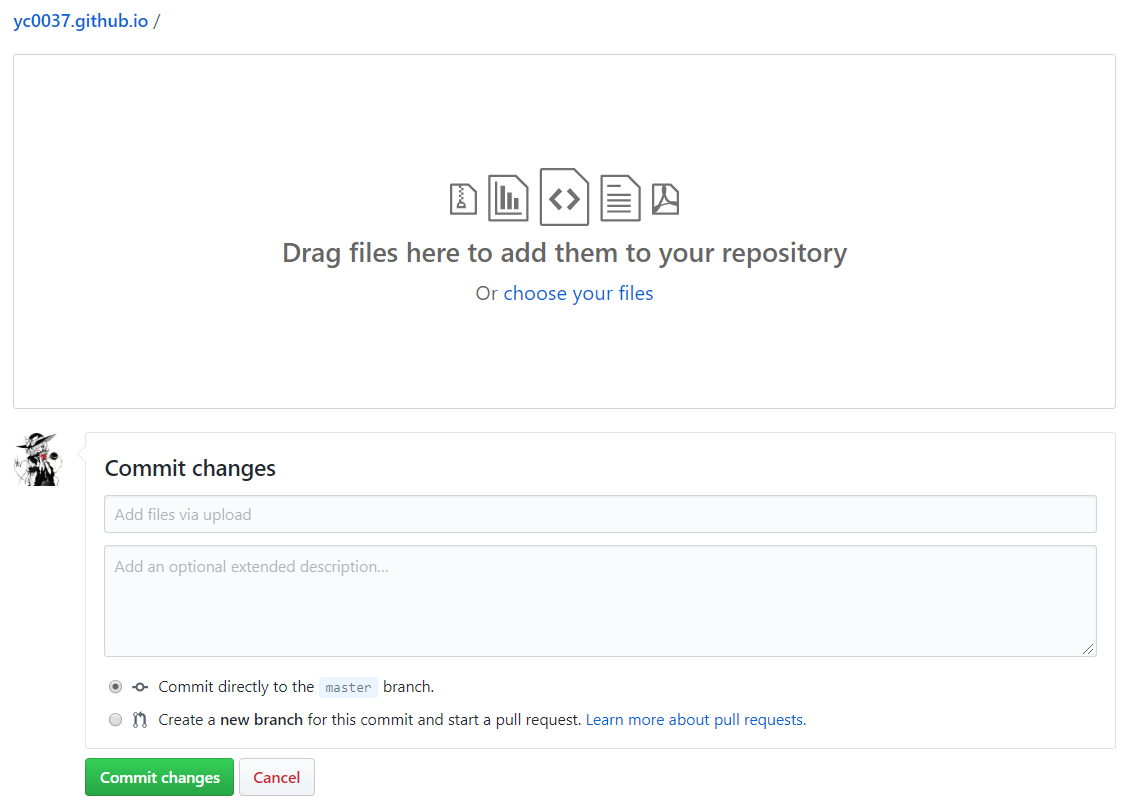 yc0037.github.io /
Drag files here to add them to your repository
Or choose your files
Commit changes
Add files via upload
Add an optional extended description...
Commit directly to the master branch.
Create a new branch for this commit and start a pull request. Learn more about pull requests.
Commit changes Cancel